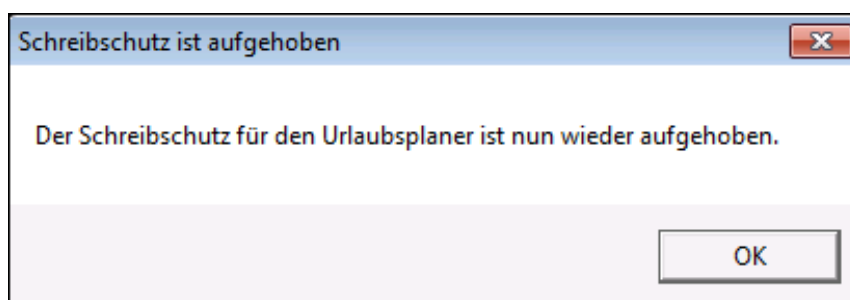 Schreibschutz ist aufgehoben
Der Schreibschutz für den Urlaubsplaner ist nun wieder aufgehoben.
OK